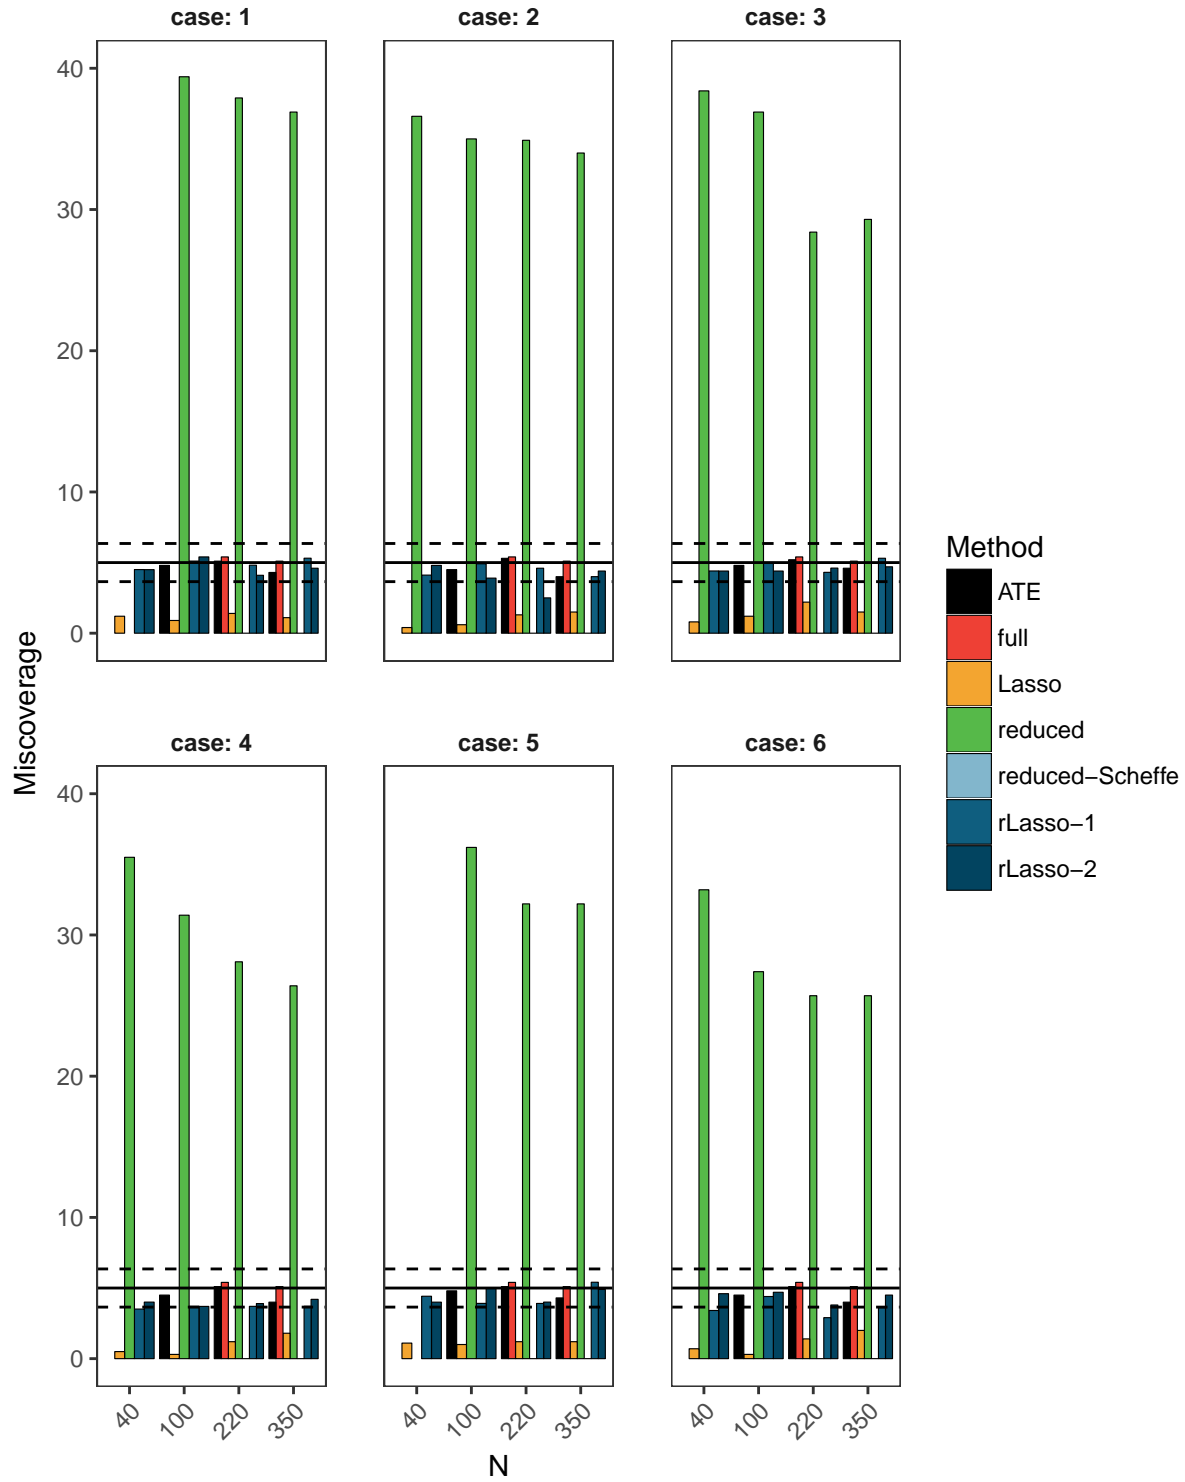 case: 1
case: 2
case: 3
40
30
20
10
0
Miscoverage
case: 4
case: 5
case: 6
40
30
20
10
0
40
100
220
350
40
100
220
350
40
100
220
350
N
Method
ATE
full
Lasso
reduced
reduced−Scheffe
rLasso−1
rLasso−2